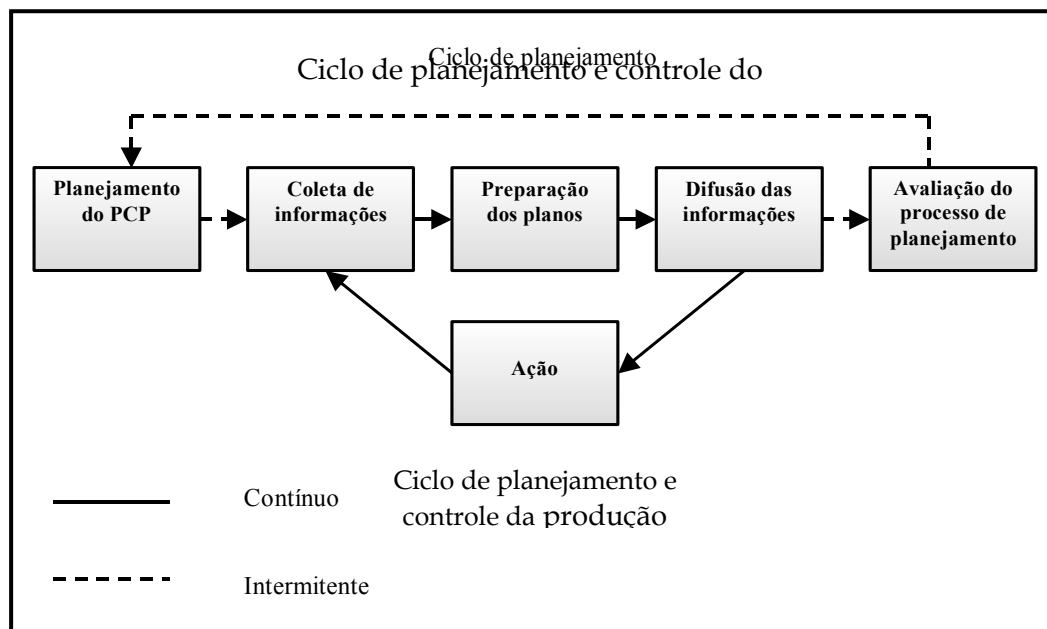 Ciclo de planejamento
Ciclo de planejamento e controle do
Planejamento
do PCP
Coleta de
informações
Preparação
dos planos
Difusão das
informações
Avaliação do
processo de
planejamento
Ação
Contínuo
Ciclo de planejamento e
controle da produção
Intermitente